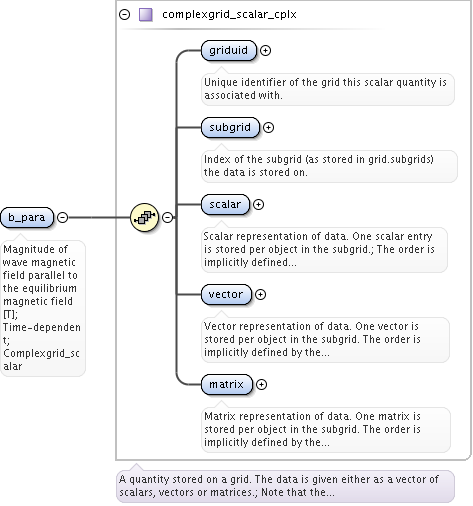 complexgrid_scalar_cplx
griduid
Unique identifier of the grid this scalar quantity is
associated with.
subgrid
Index of the subgrid (as stored in grid.subgrids)
the data is stored on.
scalar
Scalar representation of data. One scalar entry
is stored per object in the subgrid.; The order is
implicitly defined...
b_para
Magnitude of
wave magnetic
field parallel to
the equilibrium
magnetic field
[T];
Time-dependen
t;
Complexgrid_sc
alar
vector
Vector representation of data. One vector is
stored per object in the subgrid. The order is
implicitly defined by the...
matrix
Matrix representation of data. One matrix is
stored per object in the subgrid. The order is
implicitly defined by the...
A quantity stored on a grid. The data is given either as a vector of
scalars, vectors or matrices.; Note that the...